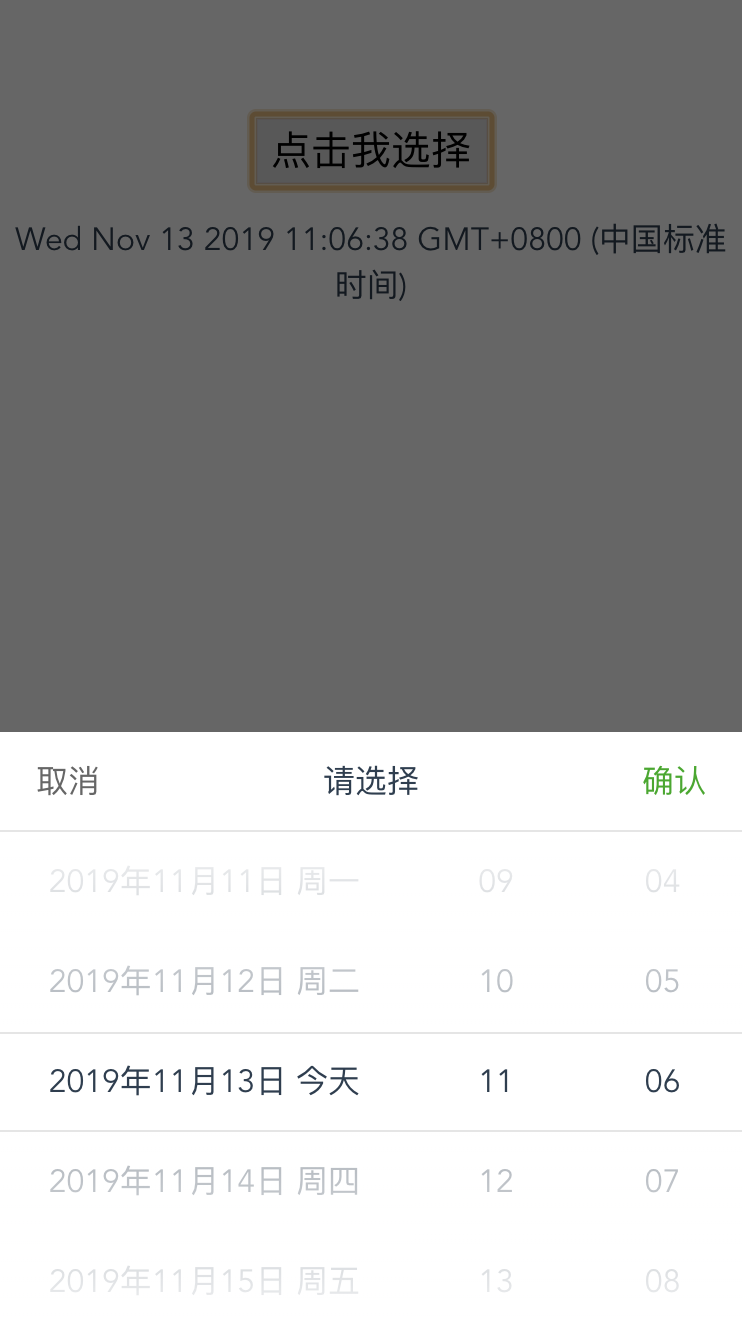 点击我选择
Wed Nov 13 2019 11:06:38 GMT+0800 (中国标准
时间)
取消 请选择 确认
2019年11月11日 周一 09 04
2019年11月12日 周二 10 05
2019年11月13日 今天 11 06
2019年11月14日 周四 12 07
2019年11月15日 周五 13 08